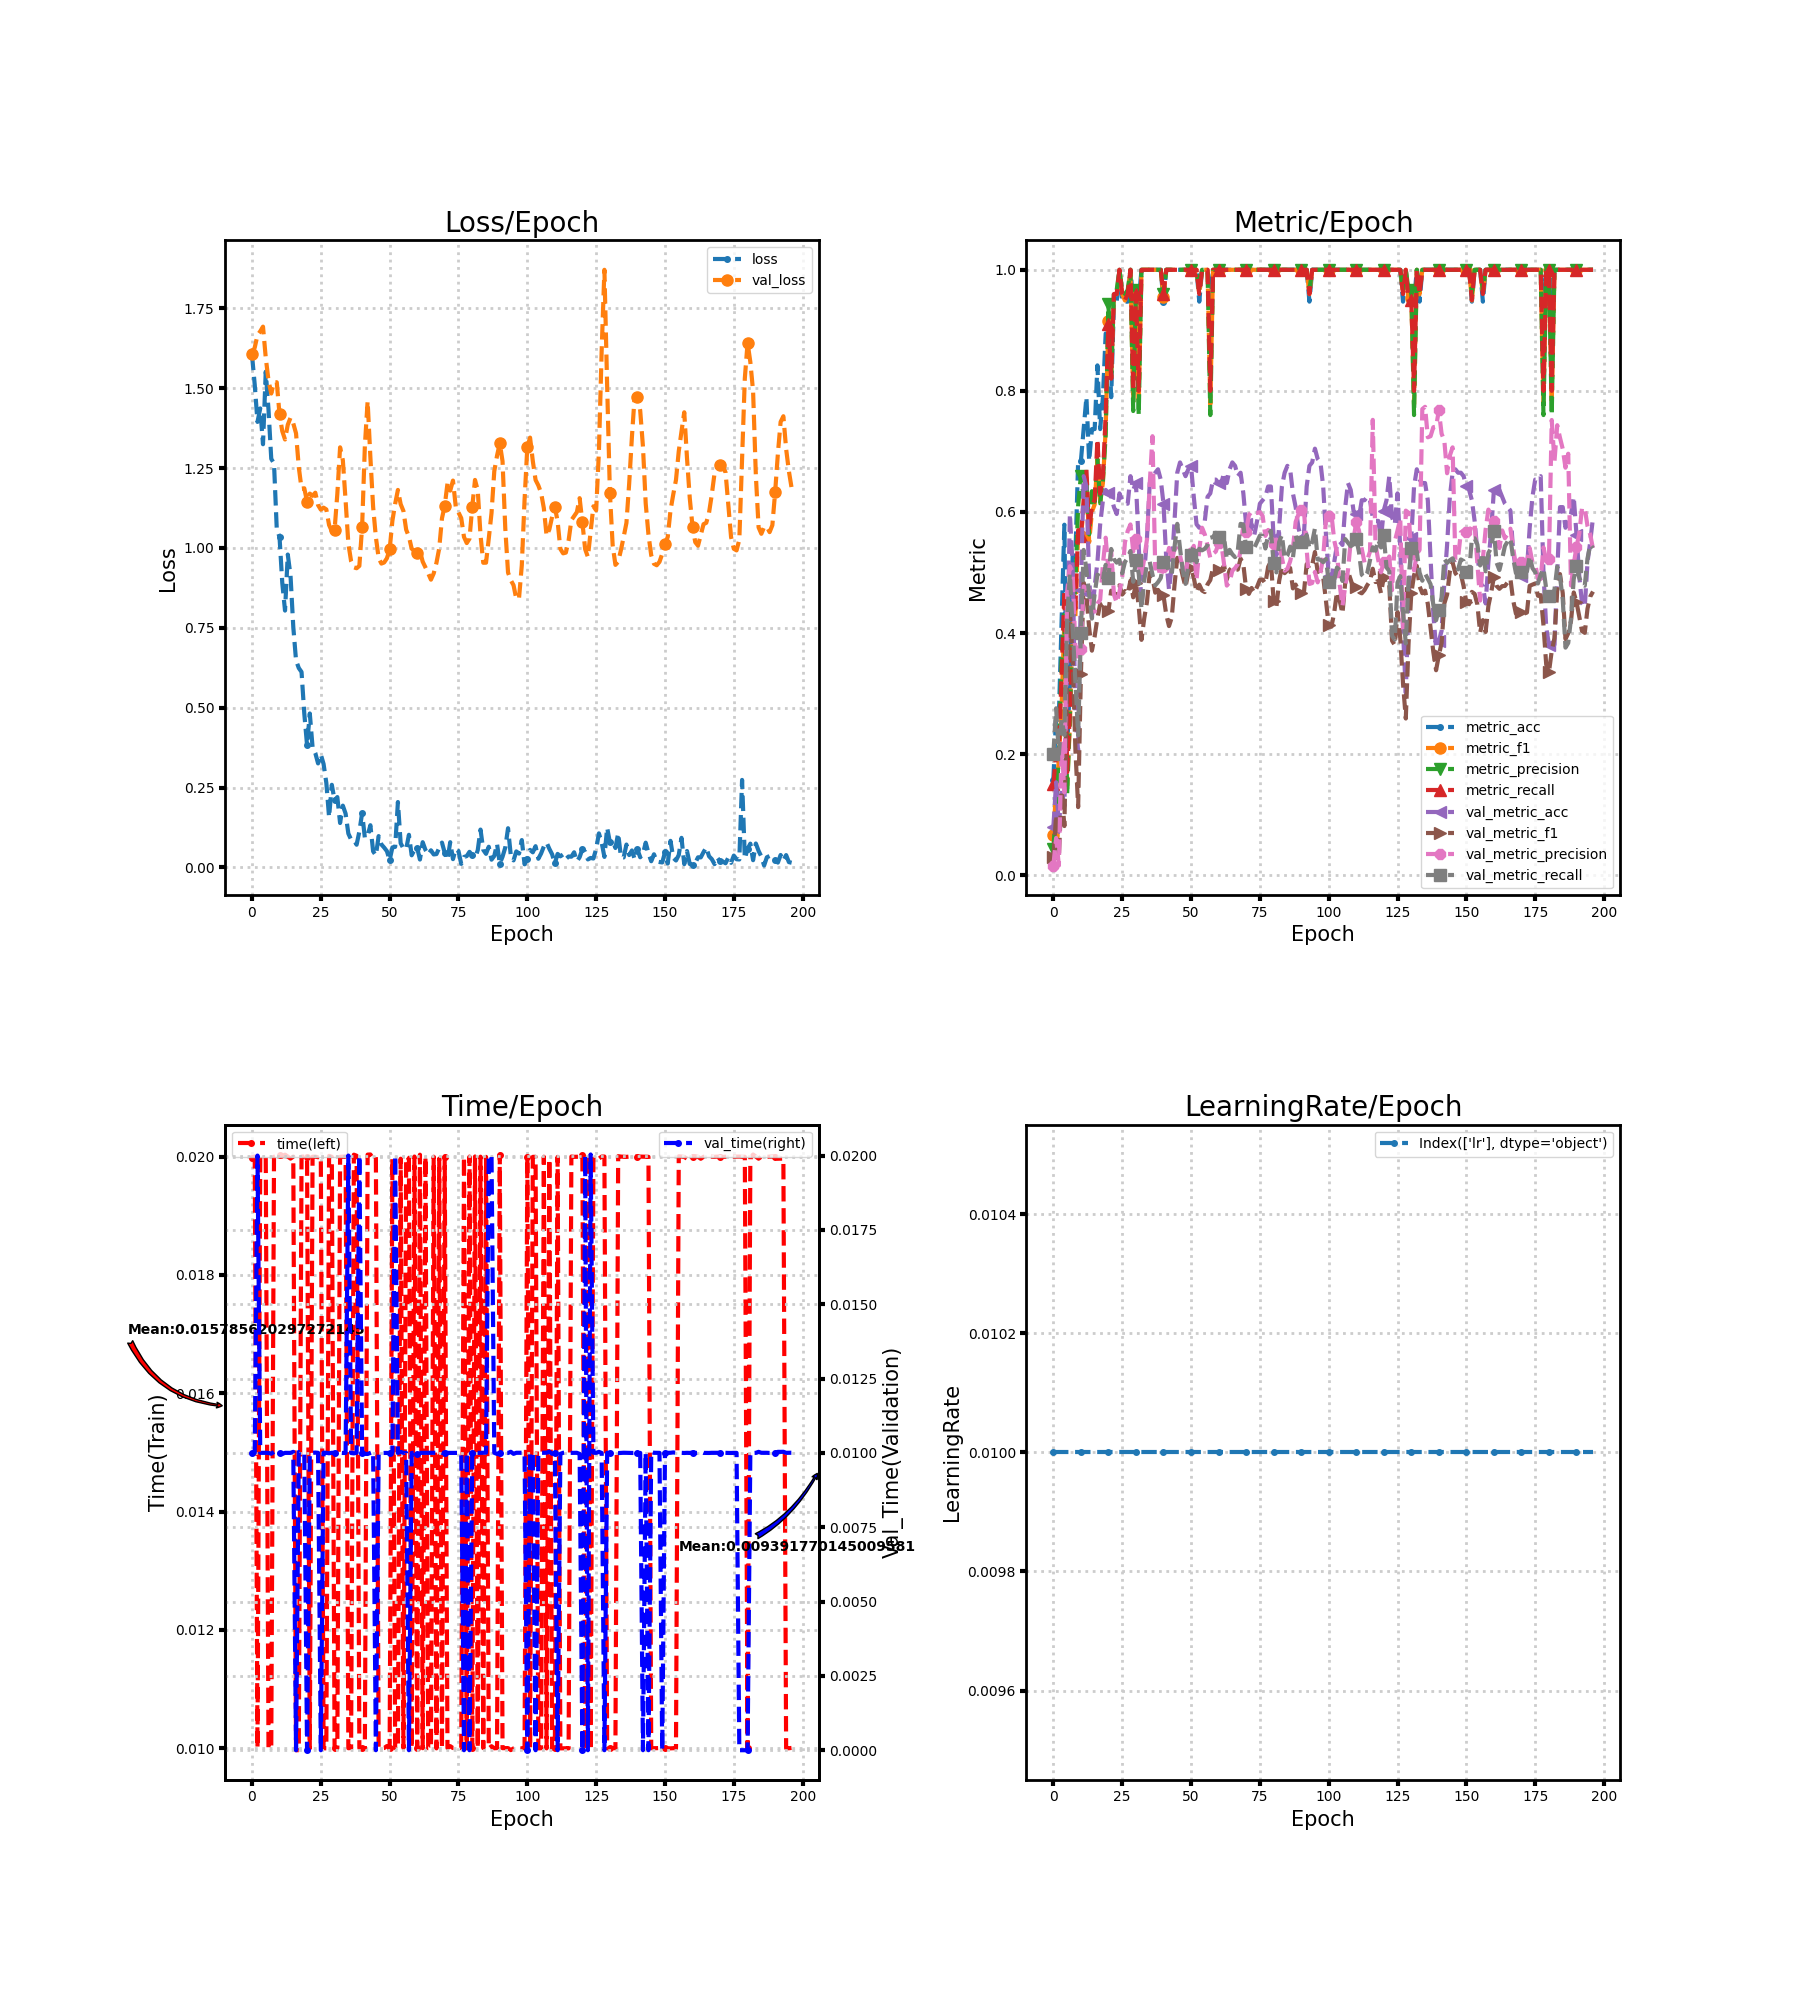 Loss/Epoch
loss
val_loss
1.75
1.50
1.25
1.00
0.75
0.50
0.25
0.00
Loss
0
25
50
75
100
125
150
175
200
Epoch
Metric/Epoch
1.0
0.8
0.6
0.4
0.2
0.0
Metric
metric_acc
metric_f1
metric_precision
metric_recall
val_metric_acc
val_metric_f1
val_metric_precision
val_metric_recall
0
25
50
75
100
125
150
175
200
Epoch
Time/Epoch
time(left)
val_time(right)
0.020
0.018
0.016
0.014
0.012
0.010
Time(Train)
0.0200
0.0175
0.0150
0.0125
0.0100
0.0075
0.0050
0.0025
0.0000
Val_Time(Validation)
0
25
50
75
100
125
150
175
200
Epoch
LearningRate/Epoch
Index(['lr'], dtype='object')
0.0104
0.0102
0.0100
0.0098
0.0096
LearningRate
0
25
50
75
100
125
150
175
200
Epoch